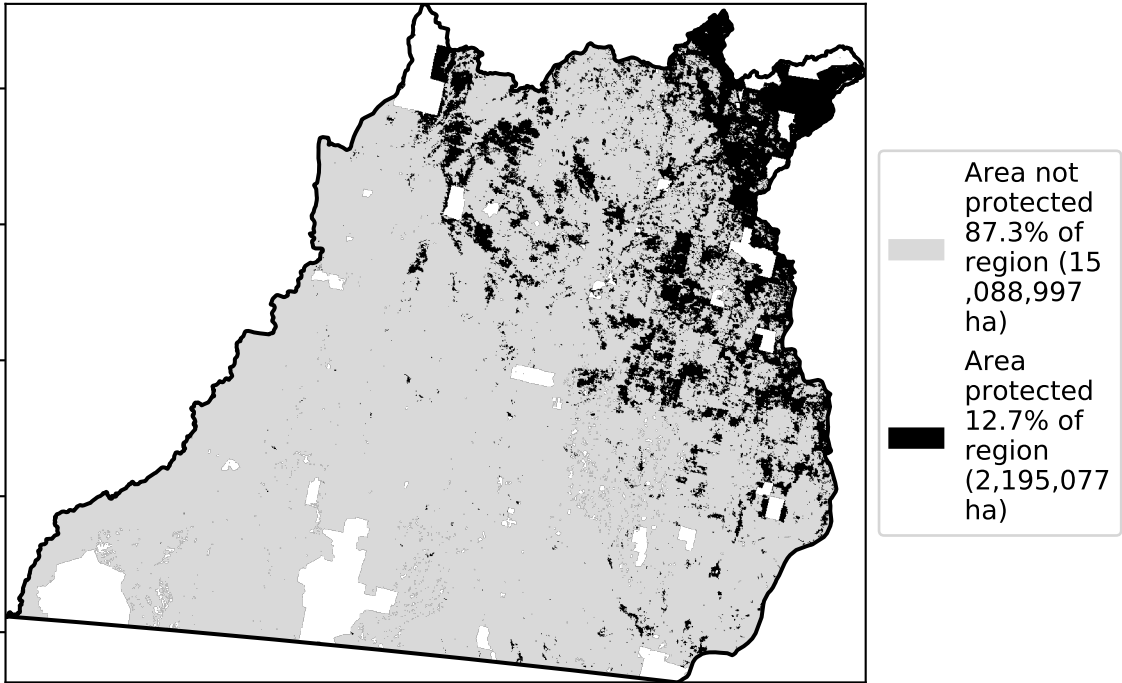 Area not
protected
87.3% of
region (15
,088,997
ha)
Area
protected
12.7% of
region
(2,195,077
ha)